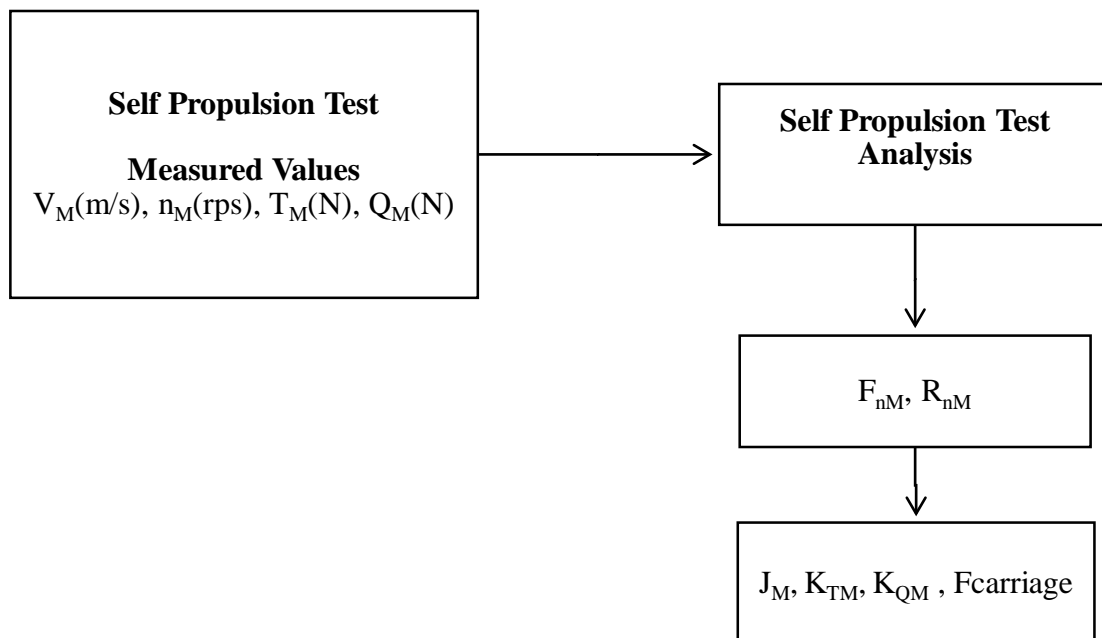 Self Propulsion Test
Measured Values
V_M(m/s), n_M(rps), T_M(N), Q_M(N)
Self Propulsion Test
Analysis
F_nM, R_nM
J_M, K_TM, K_QM , Fcarriage